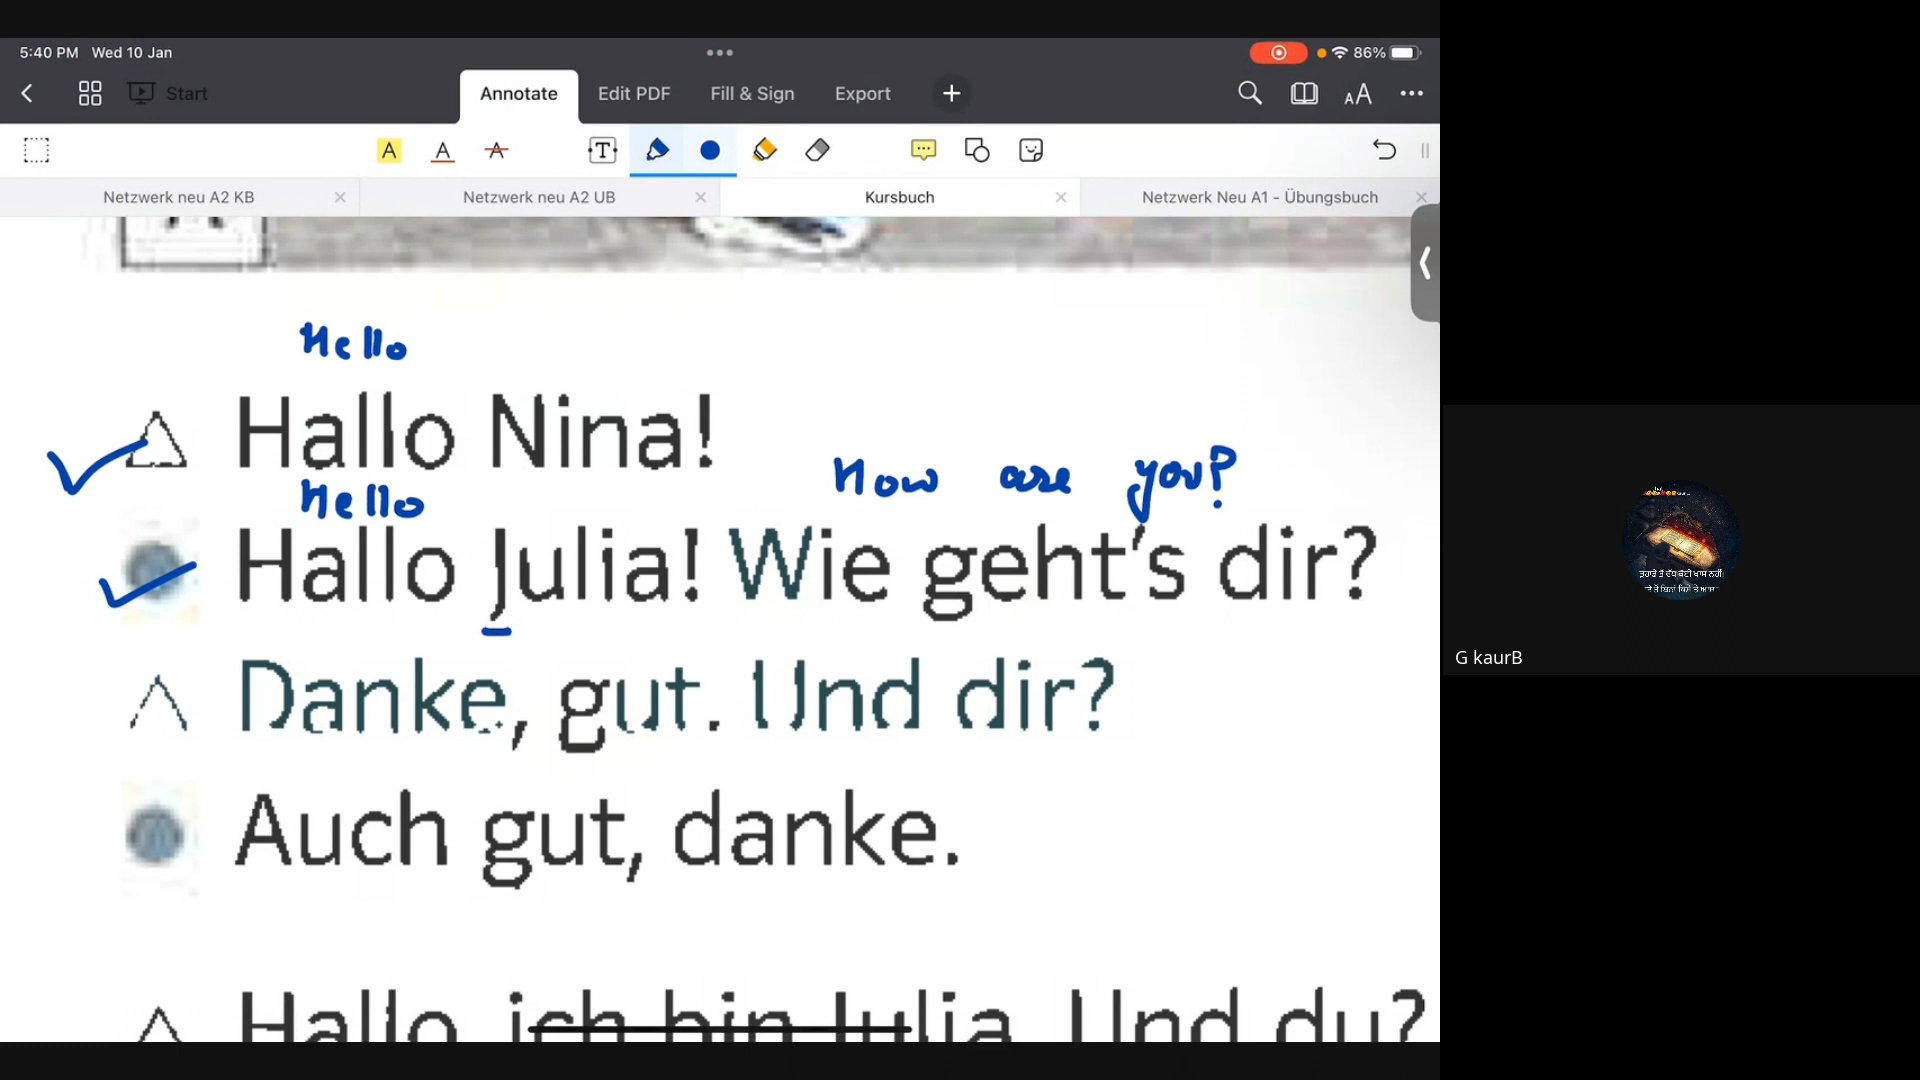 5:40 PM Wed 10 Jan
86%
Start
Annotate
Edit PDF
Fill & Sign
Export
Netzwerk neu A2 KB
Netzwerk neu A2 UB
Kursbuch
Netzwerk Neu A1 - Übungsbuch
Hello
Hallo Nina!
Hello
How are you?
Hallo Julia! Wie geht's dir?
Danke, gut. Und dir?
Auch gut, danke.
Hallo, ich bin Julia. Und du?
G kaurB